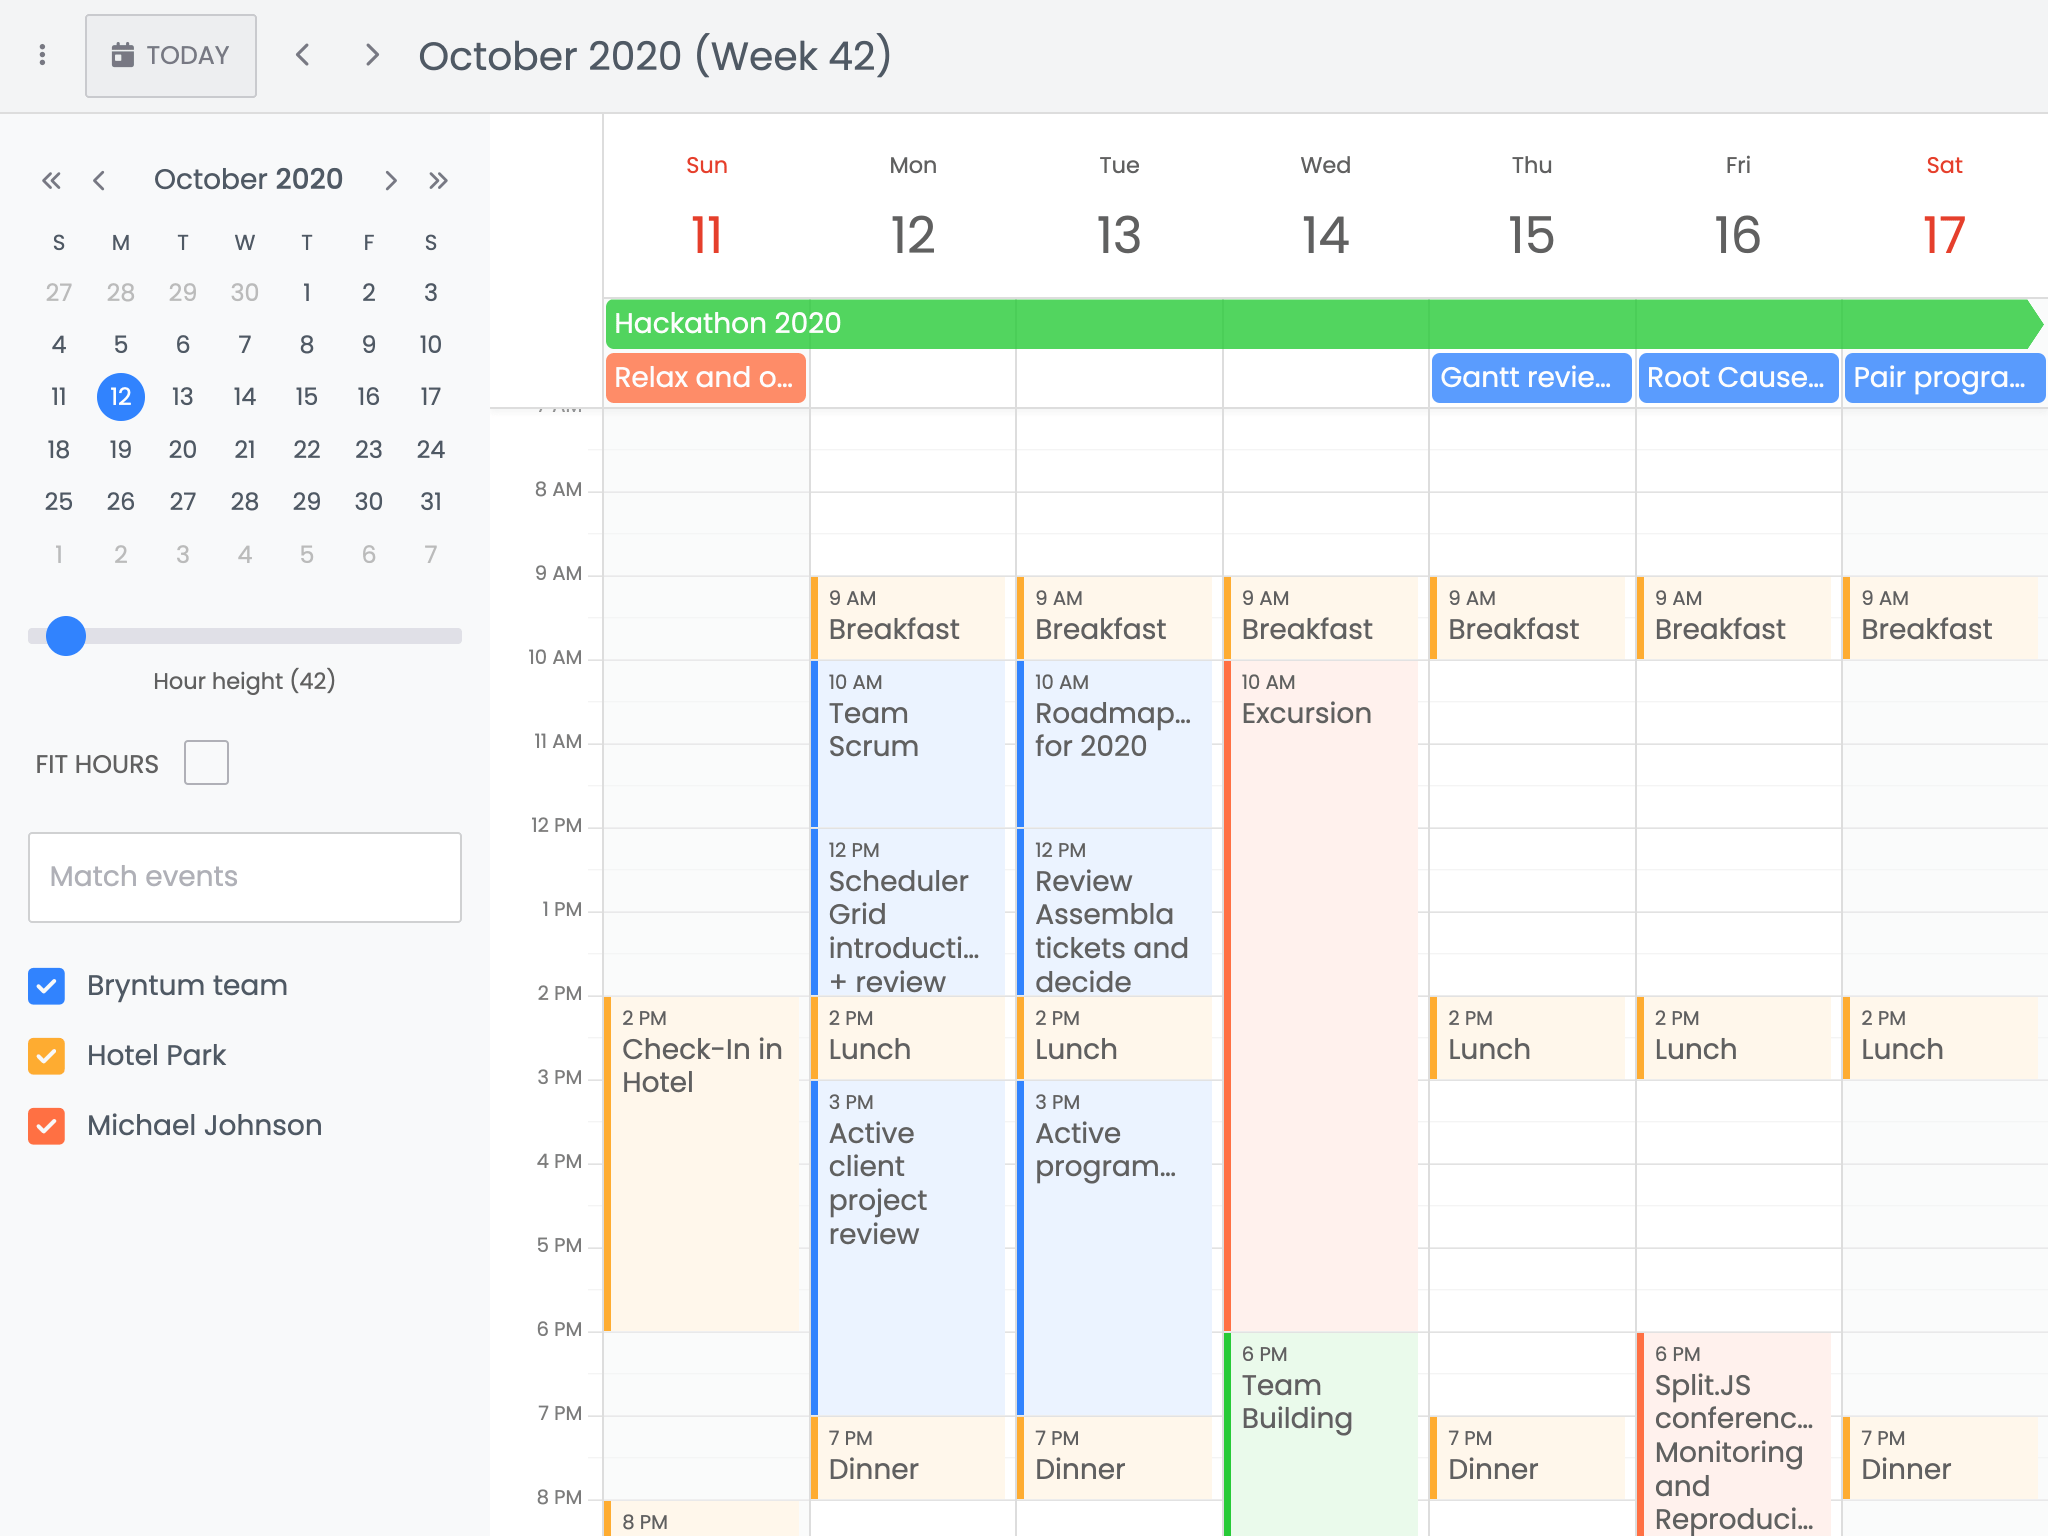 TODAY
October 2020 (Week 42)
October 2020
S M T W T F S
27 28 29 30 1 2 3
4 5 6 7 8 9 10
11 12 13 14 15 16 17
18 19 20 21 22 23 24
25 26 27 28 29 30 31
1 2 3 4 5 6 7
Hour height (42)
FIT HOURS
Match events
Bryntum team
Hotel Park
Michael Johnson
Sun Mon Tue Wed Thu Fri Sat
11 12 13 14 15 16 17
Hackathon 2020
Relax and o...
Gantt revie...
Root Cause...
Pair progra...
7 AM
8 AM
9 AM
10 AM
11 AM
12 PM
1 PM
2 PM
3 PM
4 PM
5 PM
6 PM
7 PM
8 PM
2 PM
Check-In in
Hotel
8 PM
9 AM
Breakfast
10 AM
Team
Scrum
12 PM
Scheduler
Grid
introducti...
+ review
2 PM
Lunch
3 PM
Active
client
project
review
7 PM
Dinner
9 AM
Breakfast
10 AM
Roadmap...
for 2020
12 PM
Review
Assembla
tickets and
decide
2 PM
Lunch
3 PM
Active
program...
7 PM
Dinner
9 AM
Breakfast
10 AM
Excursion
6 PM
Team
Building
9 AM
Breakfast
2 PM
Lunch
7 PM
Dinner
9 AM
Breakfast
2 PM
Lunch
6 PM
Split.JS
conferenc...
Monitoring
and
Reproduci...
9 AM
Breakfast
2 PM
Lunch
7 PM
Dinner